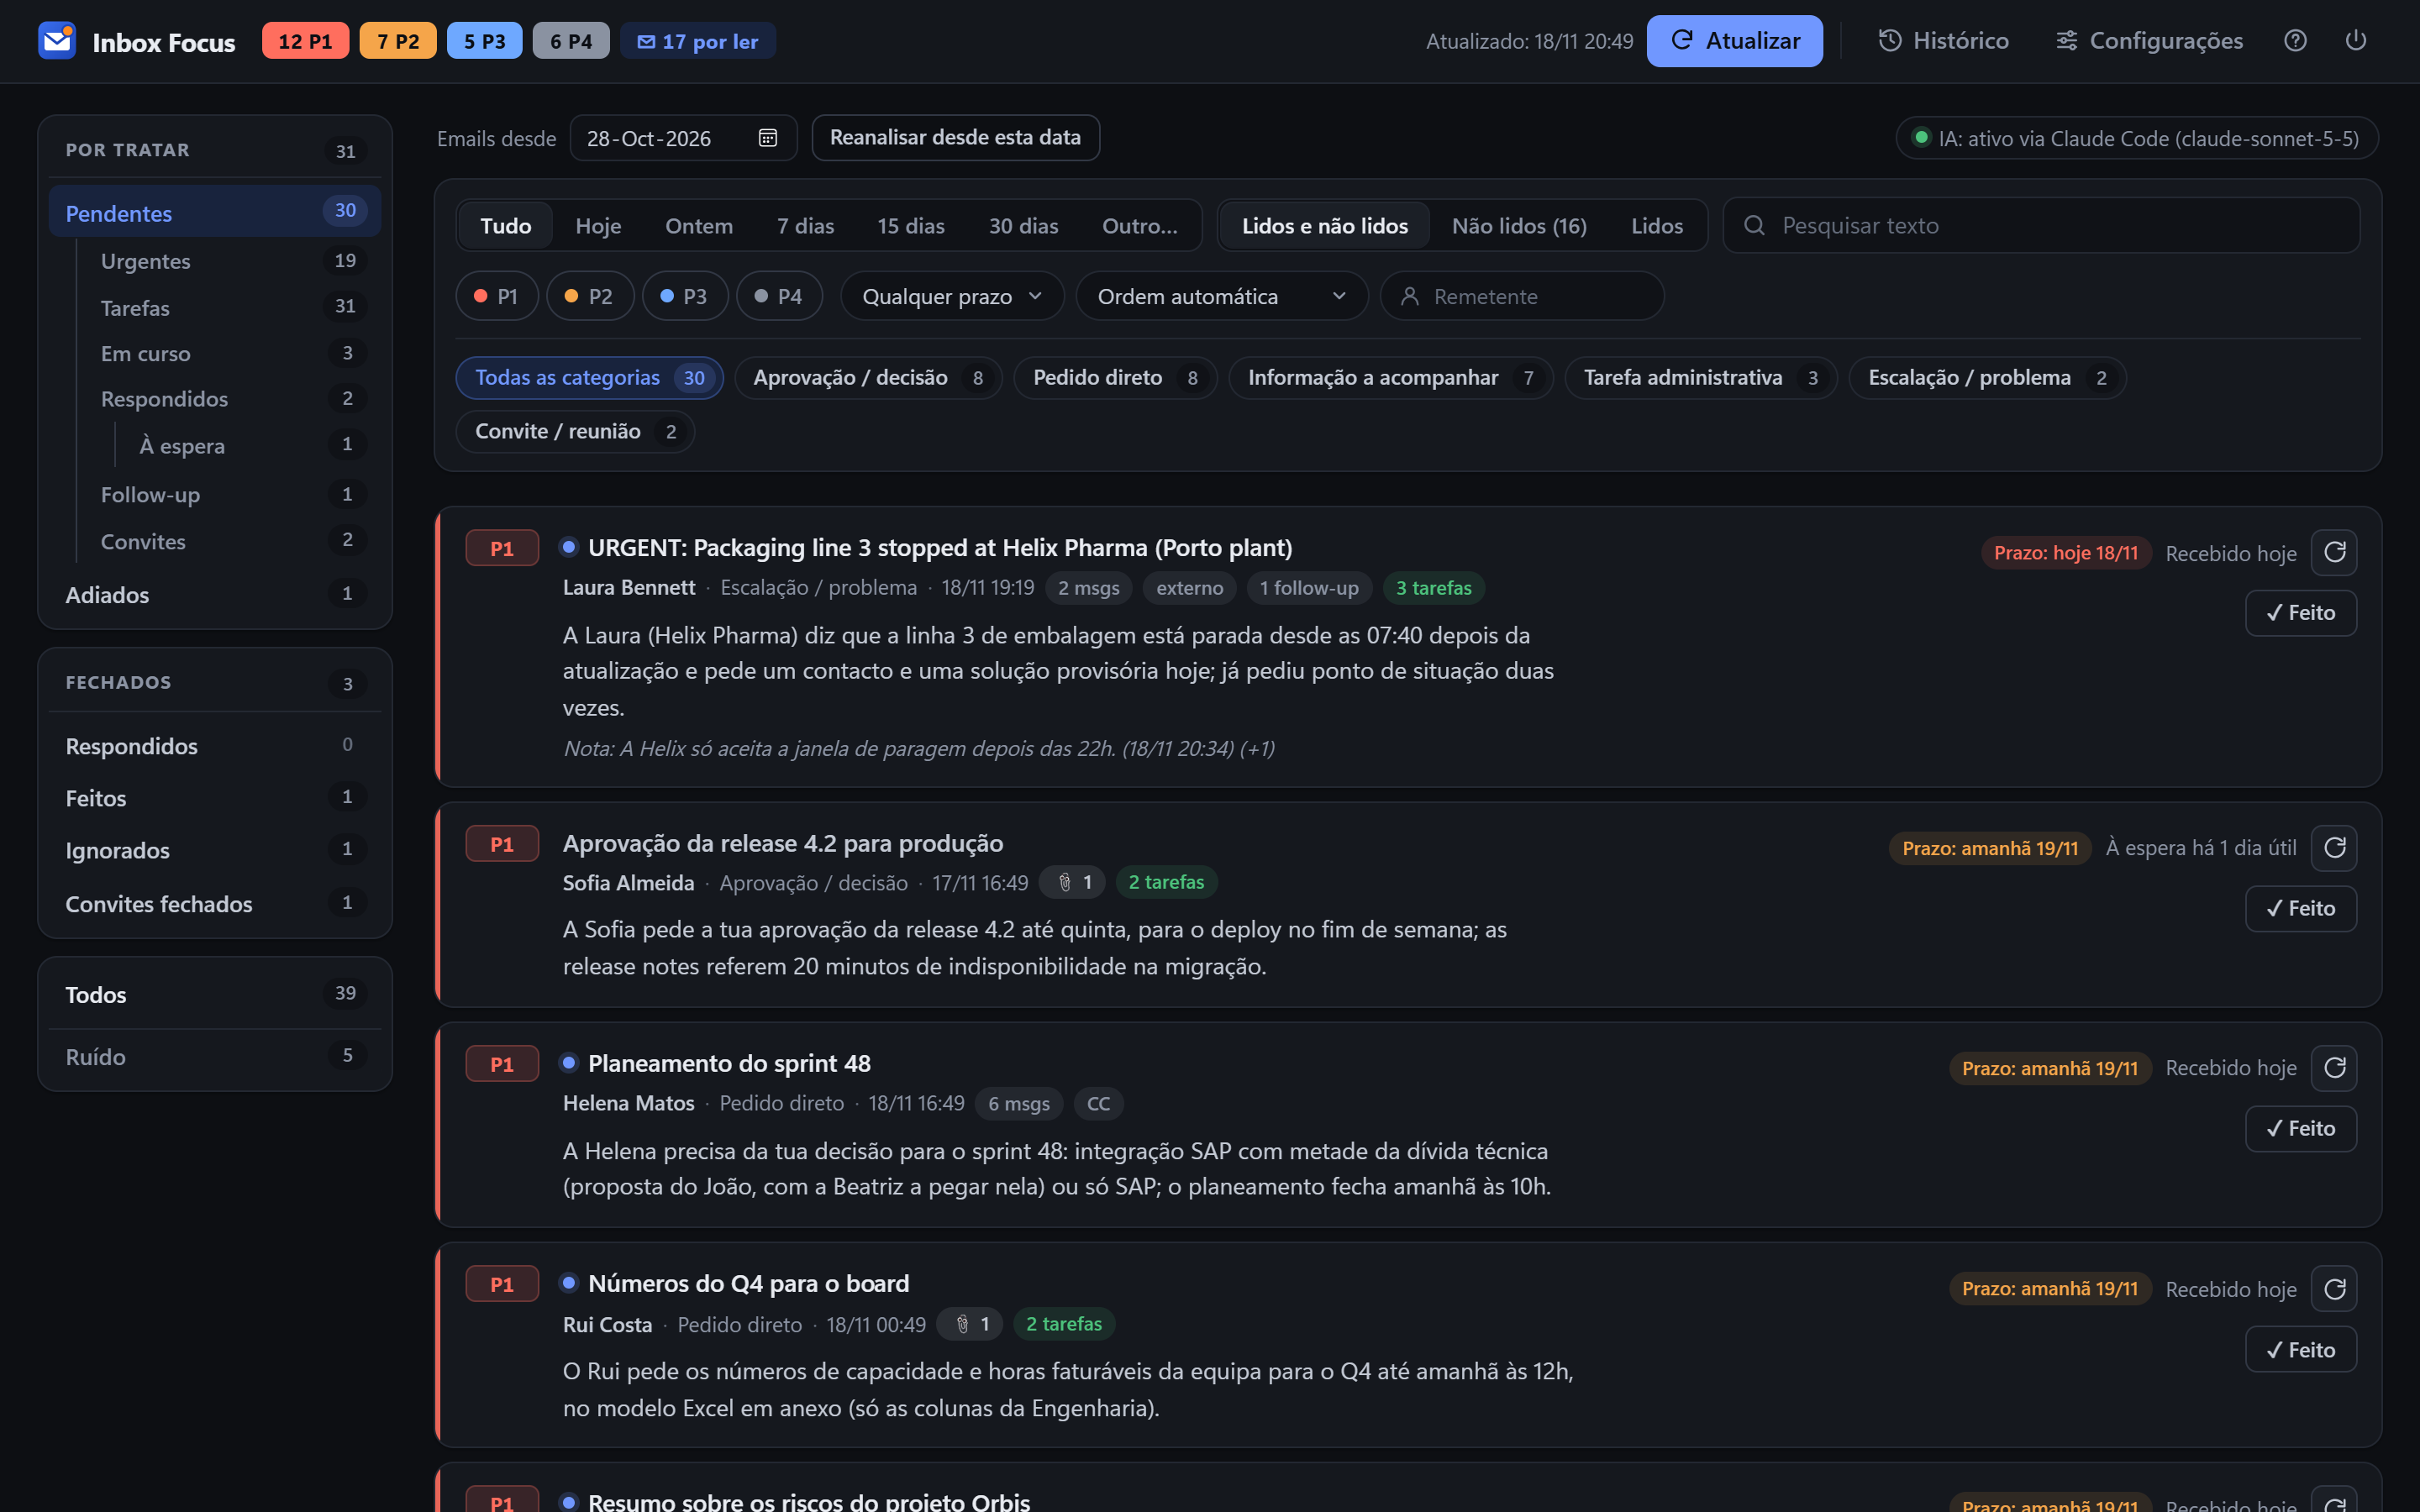 Inbox Focus 12 P1 7 P2 5 P3 6 P4 17 por ler Atualizado: 18/11 20:49 Atualizar Histórico Configurações
POR TRATAR 31
Pendentes 30
Urgentes 19
Tarefas 31
Em curso 3
Respondidos 2
À espera 1
Follow-up 1
Convites 2
Adiados 1
FECHADOS 3
Respondidos 0
Feitos 1
Ignorados 1
Convites fechados 1
Todos 39
Ruído 5
Emails desde 28-Oct-2026 Reanalisar desde esta data IA: ativo via Claude Code (claude-sonnet-5-5)
Tudo Hoje Ontem 7 dias 15 dias 30 dias Outro... Lidos e não lidos Não lidos (16) Lidos Pesquisar texto
P1 P2 P3 P4 Qualquer prazo Ordem automática Remetente
Todas as categorias 30 Aprovação / decisão 8 Pedido direto 8 Informação a acompanhar 7 Tarefa administrativa 3 Escalação / problema 2
Convite / reunião 2
P1 URGENT: Packaging line 3 stopped at Helix Pharma (Porto plant) Prazo: hoje 18/11 Recebido hoje
Laura Bennett · Escalação / problema · 18/11 19:19 2 msgs externo 1 follow-up 3 tarefas
✓ Feito
A Laura (Helix Pharma) diz que a linha 3 de embalagem está parada desde as 07:40 depois da
atualização e pede um contacto e uma solução provisória hoje; já pediu ponto de situação duas
vezes.
Nota: A Helix só aceita a janela de paragem depois das 22h. (18/11 20:34) (+1)
P1 Aprovação da release 4.2 para produção Prazo: amanhã 19/11 À espera há 1 dia útil
Sofia Almeida · Aprovação / decisão · 17/11 16:49 1 2 tarefas
✓ Feito
A Sofia pede a tua aprovação da release 4.2 até quinta, para o deploy no fim de semana; as
release notes referem 20 minutos de indisponibilidade na migração.
P1 Planeamento do sprint 48 Prazo: amanhã 19/11 Recebido hoje
Helena Matos · Pedido direto · 18/11 16:49 6 msgs CC
✓ Feito
A Helena precisa da tua decisão para o sprint 48: integração SAP com metade da dívida técnica
(proposta do João, com a Beatriz a pegar nela) ou só SAP; o planeamento fecha amanhã às 10h.
P1 Números do Q4 para o board Prazo: amanhã 19/11 Recebido hoje
Rui Costa · Pedido direto · 18/11 00:49 1 2 tarefas
✓ Feito
O Rui pede os números de capacidade e horas faturáveis da equipa para o Q4 até amanhã às 12h,
no modelo Excel em anexo (só as colunas da Engenharia).
P1 Resumo sobre os riscos do projeto Orbis Prazo: amanhã 19/11 Recebido hoje